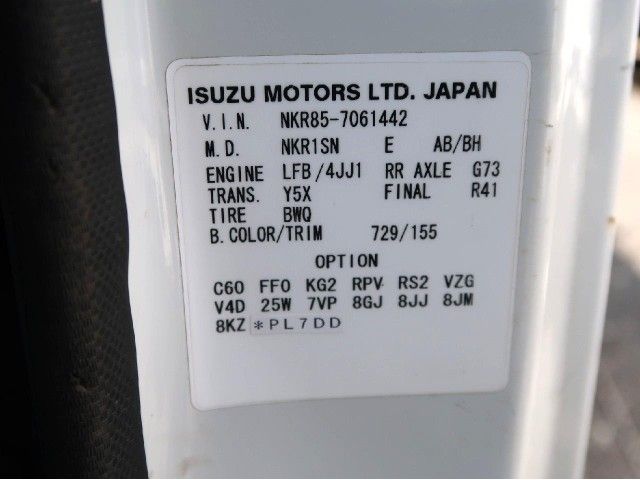 ISUZU MOTORS LTD. JAPAN
V.I.N. NKR85-7061442
M.D. NKR1SN E AB/BH
ENGINE LFB/4JJ1 RR AXLE G73
TRANS. Y5X FINAL R41
TIRE BWQ
B.COLOR/TRIM 729/155
OPTION
C60 FF0 KG2 RPV RS2 VZG
V4D 25W 7VP 8GJ 8JJ 8JM
8KZ *PL7DD